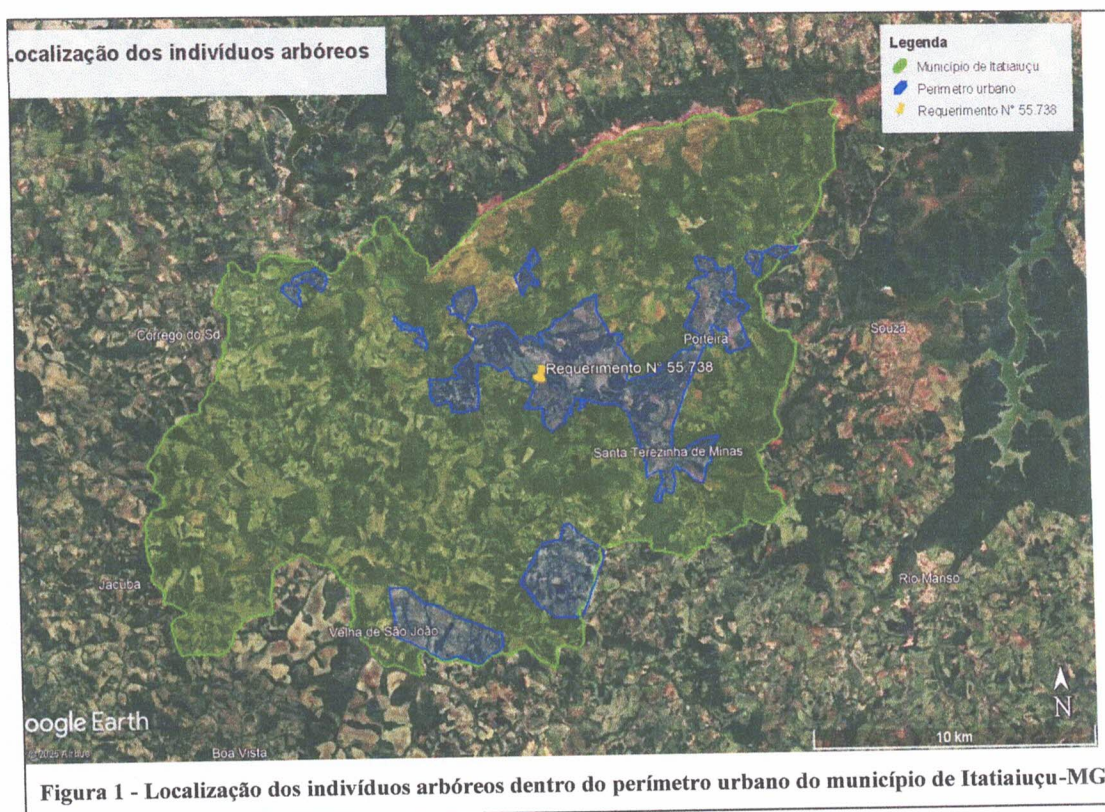 Localização dos indivíduos arbóreos
Legenda
Município de Itatiaiuçu
Perímetro urbano
Requerimento N° 55.738
Córrego do So
Souza
Porteira
Requerimento N° 55.738
Santa Terezinha de Minas
Jacuba
Rio Manso
Velha de São João
N
oogle Earth
10 km
Boa Vista
Figura 1 - Localização dos indivíduos arbóreos dentro do perímetro urbano do município de Itatiaiuçu-MG